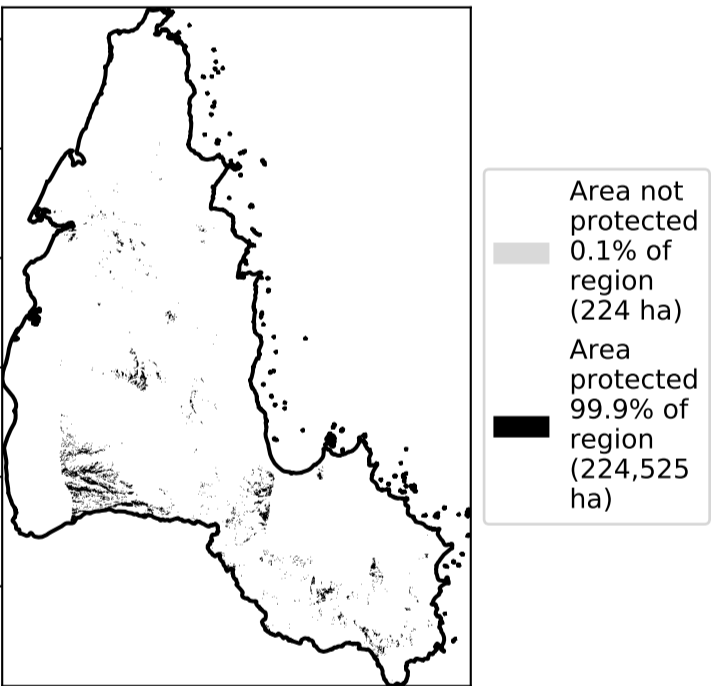 Area not
protected
0.1% of
region
(224 ha)
Area
protected
99.9% of
region
(224,525
ha)